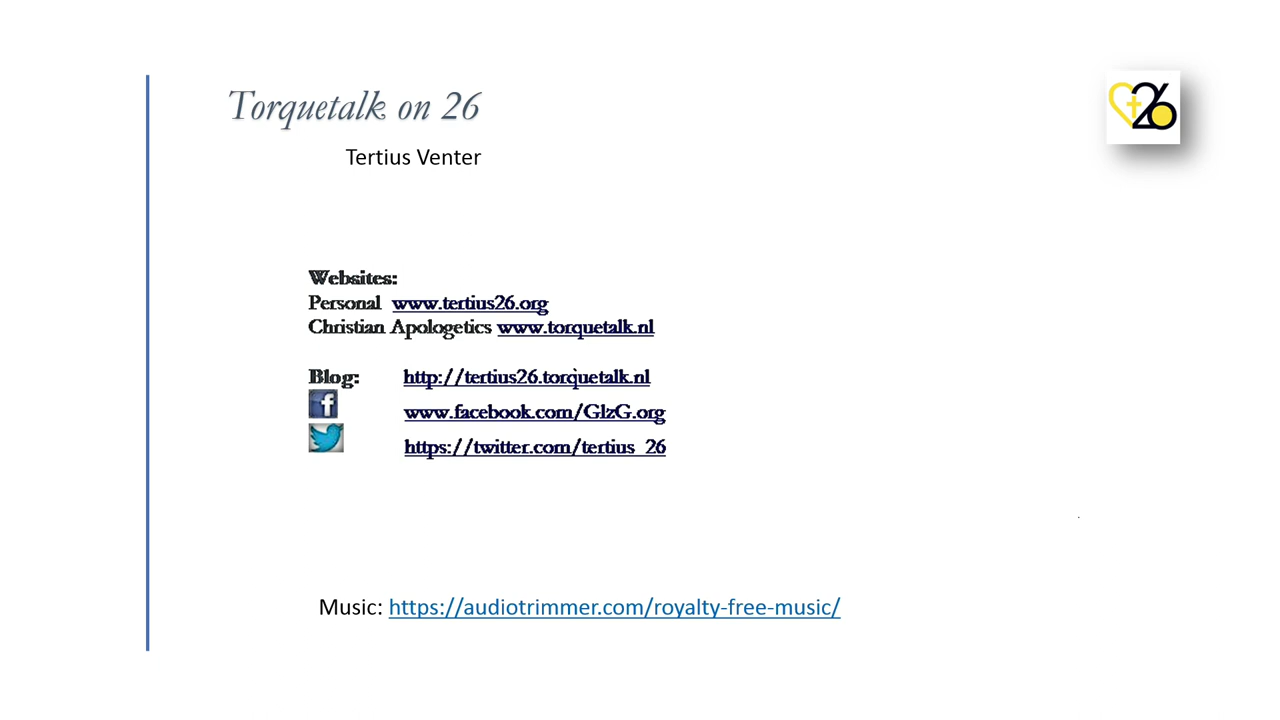 Torquetalk on 26
26
Tertius Venter
Websites:
Personal www.tertius26.org
Christian Apologetics www.torquetalk.nl
Blog: http://tertius26.torquetalk.nl
f www.facebook.com/GlzG.org
https://twitter.com/tertius_26
Music: https://audiotrimmer.com/royalty-free-music/